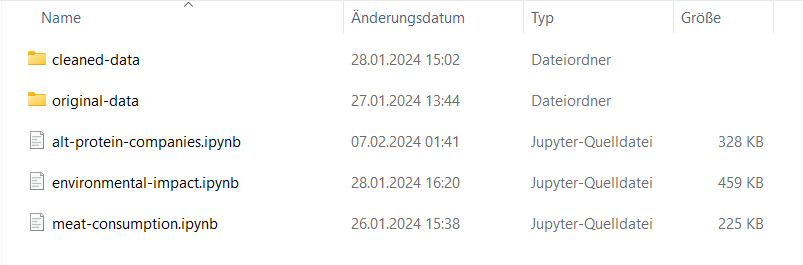 Name Änderungsdatum Typ Größe
cleaned-data 28.01.2024 15:02 Dateiordner
original-data 27.01.2024 13:44 Dateiordner
alt-protein-companies.ipynb 07.02.2024 01:41 Jupyter-Quelldatei 328 KB
environmental-impact.ipynb 28.01.2024 16:20 Jupyter-Quelldatei 459 KB
meat-consumption.ipynb 26.01.2024 15:38 Jupyter-Quelldatei 225 KB